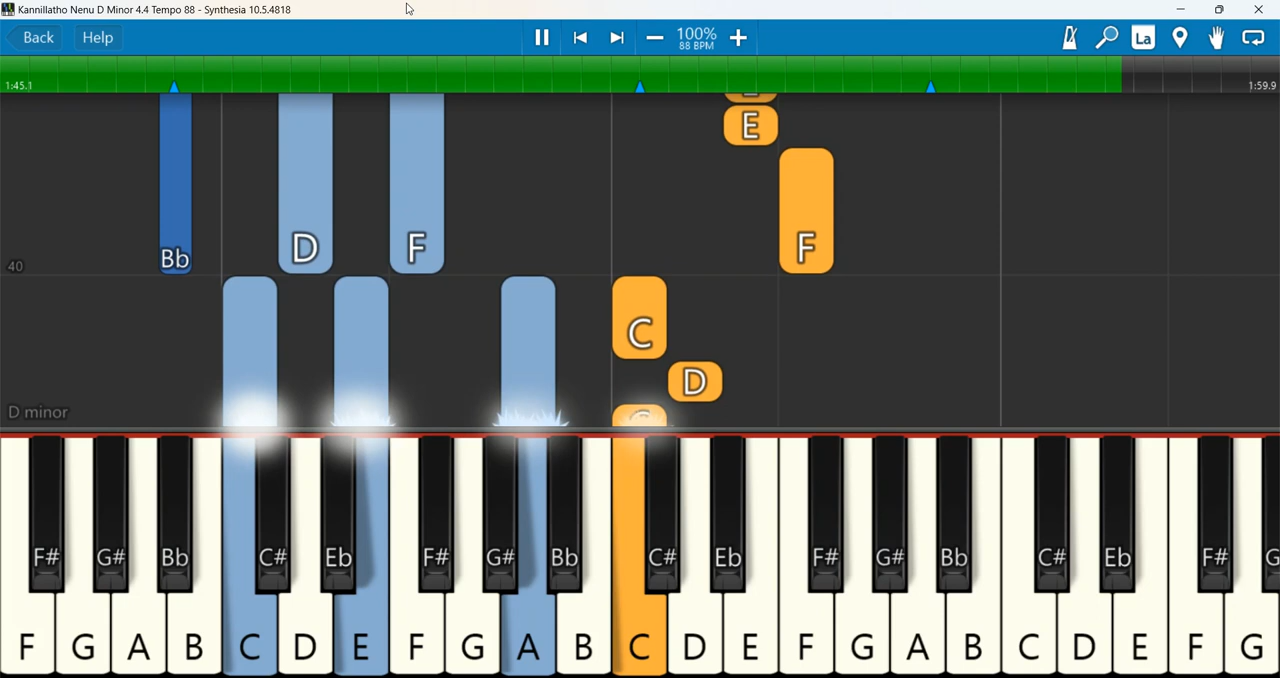 Kannillatho Nenu D Minor 4.4 Tempo 88 - Synthesia 10.5.4818
Back Help 100% La
88 BPM
1:45.1 1:59.9
E
Bb D F F
40
C
D
D minor
F# G# Bb C# Eb F# G# Bb C# Eb F# G# Bb C# Eb F#
F G A B C D E F G A B C D E F G A B C D E F G